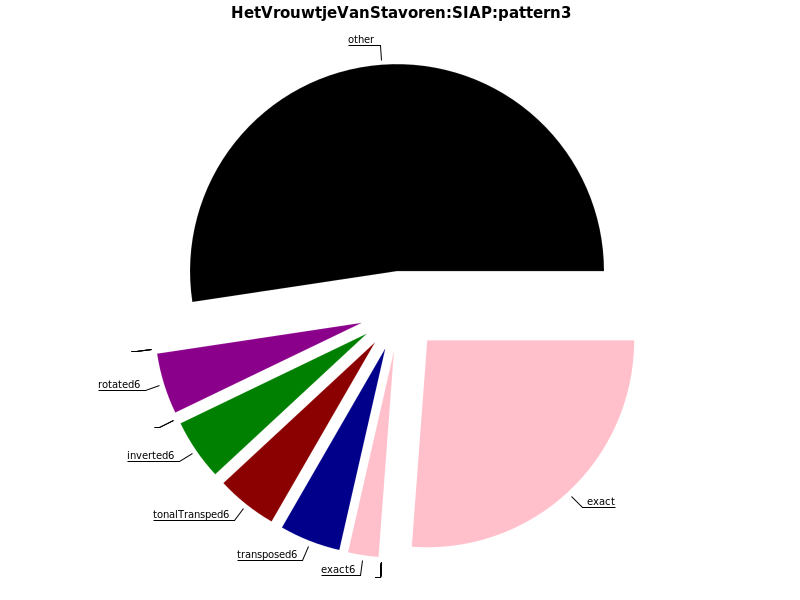 HetVrouwtjeVanStavoren:SIAP:pattern3
other
rotated6
inverted6
tonalTransped6
transposed6
exact6
exact